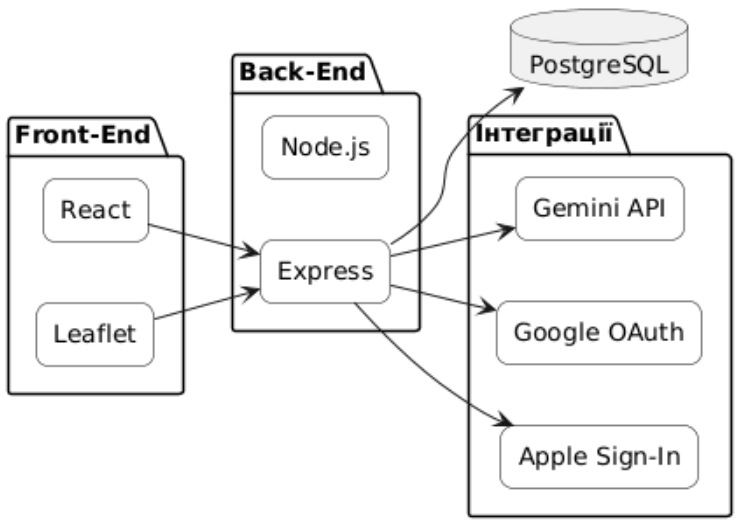 Front-End
React
Leaflet
Back-End
Node.js
Express
PostgreSQL
Інтеграції
Gemini API
Google OAuth
Apple Sign-In